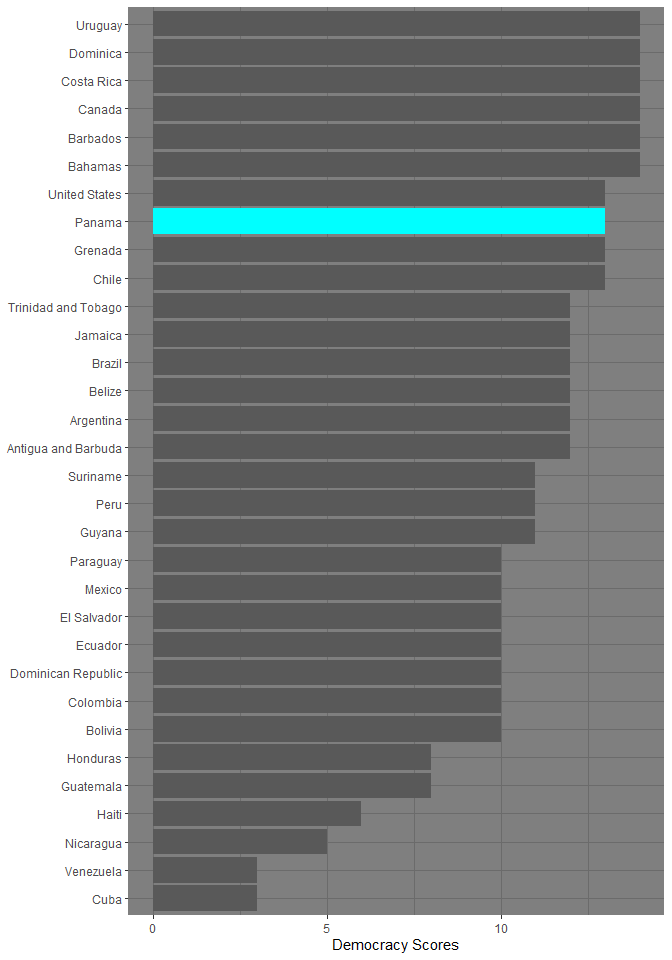 Uruguay
Dominica
Costa Rica
Canada
Barbados
Bahamas
United States
Panama
Grenada
Chile
Trinidad and Tobago
Jamaica
Brazil
Belize
Argentina
Antigua and Barbuda
Suriname
Peru
Guyana
Paraguay
Mexico
El Salvador
Ecuador
Dominican Republic
Colombia
Bolivia
Honduras
Guatemala
Haiti
Nicaragua
Venezuela
Cuba
0 5 10
Democracy Scores